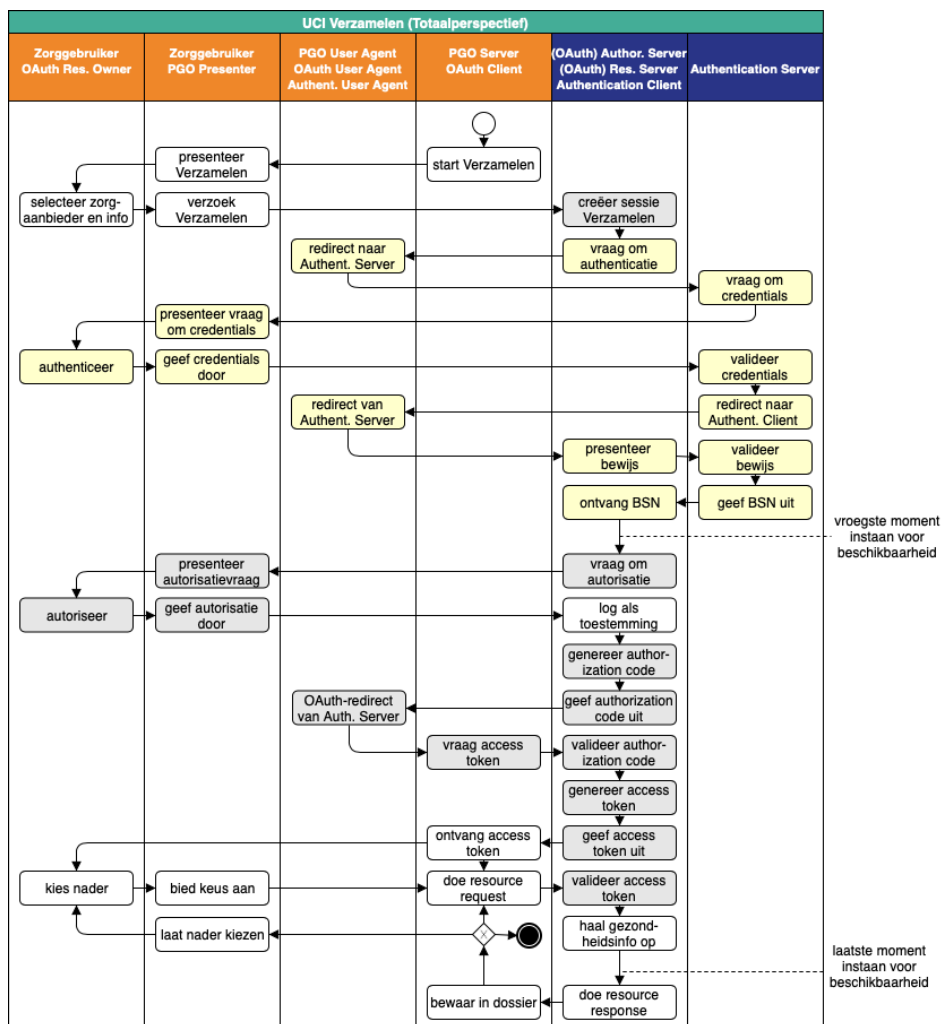 UCI Verzamelen (Totaalperspectief)
Zorggebruiker
OAuth Res. Owner
Zorggebruiker
PGO Presenter
PGO User Agent
OAuth User Agent
Authent. User Agent
PGO Server
OAuth Client
(OAuth) Author. Server
(OAuth) Res. Server
Authentication Client
Authentication Server
presenteer
Verzamelen
start Verzamelen
selecteer zorg-
aanbieder en info
verzoek
Verzamelen
creëer sessie
Verzamelen
redirect naar
Authent. Server
vraag om
authenticatie
vraag om
credentials
presenteer vraag
om credentials
authenticeer
geef credentials
door
valideer
credentials
redirect van
Authent. Server
redirect naar
Authent. Client
presenteer
bewijs
valideer
bewijs
ontvang BSN
geef BSN uit
vroegste moment
instaan voor
beschikbaarheid
presenteer
autorisatievraag
vraag om
autorisatie
autoriseer
geef autorisatie
door
log als
toestemming
genereer author-
ization code
OAuth-redirect
van Auth. Server
geef authorization
code uit
vraag access
token
valideer author-
ization code
genereer access
token
ontvang access
token
geef access
token uit
kies nader
bied keus aan
doe resource
request
valideer access
token
laat nader kiezen
X
haal gezond-
heidsinfo op
laatste moment
instaan voor
beschikbaarheid
bewaar in dossier
doe resource
response